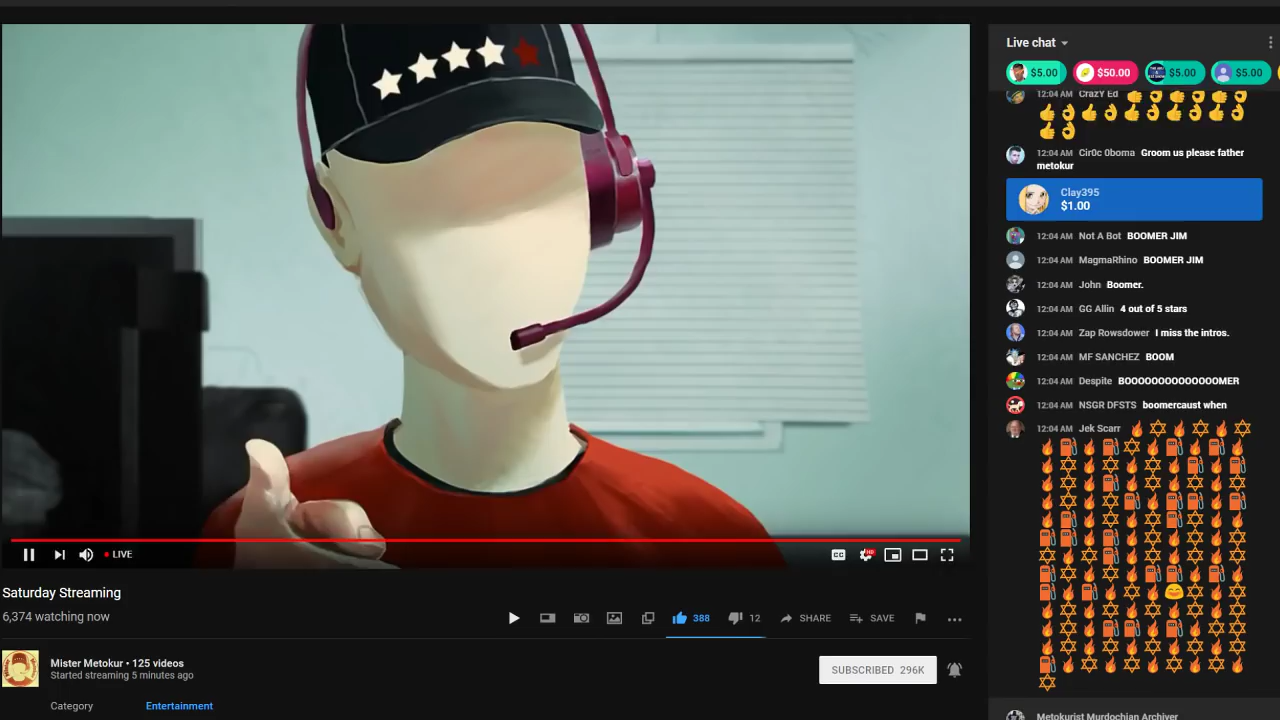 Live chat
$5.00
$50.00
$5.00
$5.00
12:04 AM CrazY Ed
12:04 AM Cir0c 0boma Groom us please father
metokur
Clay395
$1.00
12:04 AM Not A Bot BOOMER JIM
12:04 AM MagmaRhino BOOMER JIM
12:04 AM John Boomer.
12:04 AM GG Allin 4 out of 5 stars
12:04 AM Zap Rowsdower I miss the intros.
12:04 AM MF SANCHEZ BOOM
12:04 AM Despite BOOOOOOOOOOOOOOMER
12:04 AM NSGR DFSTS boomercaust when
12:04 AM Jek Scarr
Metokurist Murdochian Archiver
CC
LIVE
Saturday Streaming
6,374 watching now
388
12
SHARE
SAVE
Mister Metokur • 125 videos
Started streaming 5 minutes ago
SUBSCRIBED 296K
Category
Entertainment